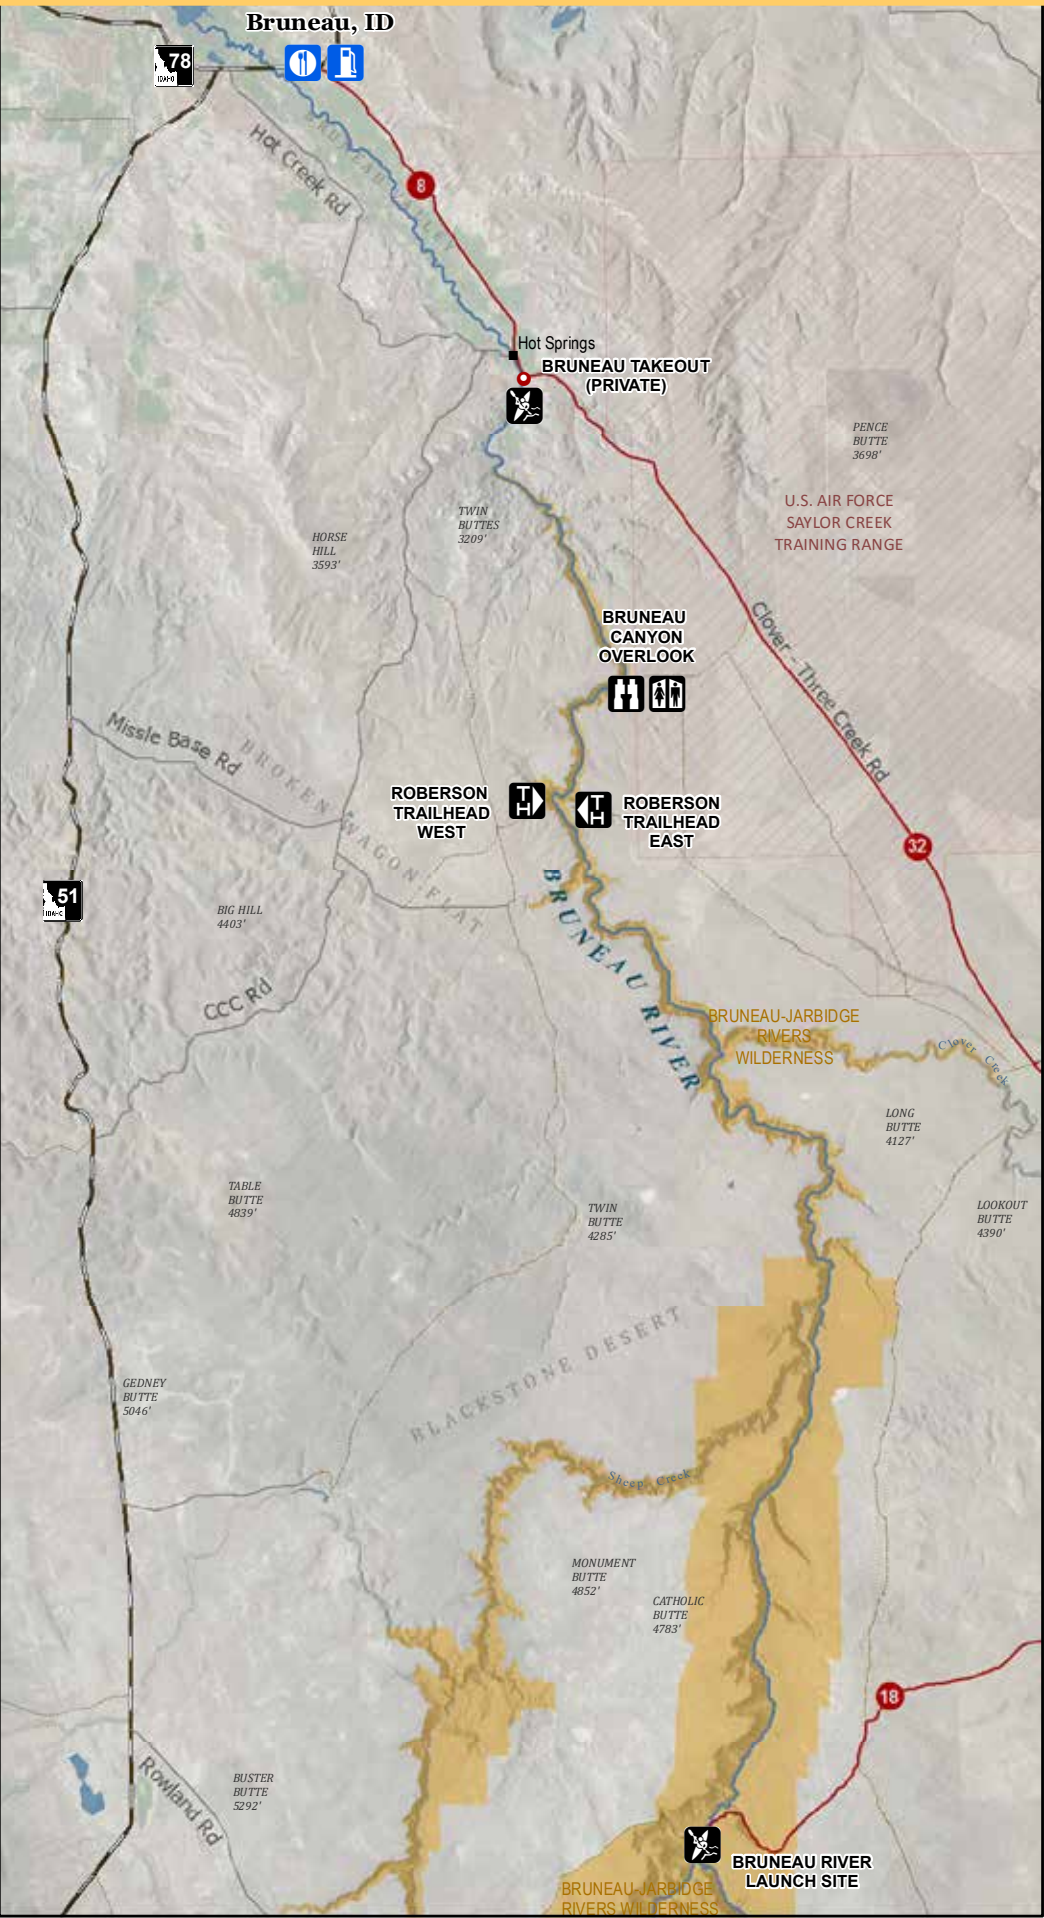 Bruneau, ID
78
IDAHO
Hot Creek Rd
BRUNEAU VALLEY
8
Hot Springs
BRUNEAU TAKEOUT
(PRIVATE)
PENCE
BUTTE
3698'
U.S. AIR FORCE
SAYLOR CREEK
TRAINING RANGE
TWIN
BUTTES
3209'
HORSE
HILL
3593'
BRUNEAU
CANYON
OVERLOOK
Clover - Three Creek Rd
Missle Base Rd
BROKEN WAGON FLAT
ROBERSON
TRAILHEAD
WEST
TH
TH
ROBERSON
TRAILHEAD
EAST
32
51
BIG HILL
4403'
BRUNEAU RIVER
CCC Rd
BRUNEAU-JARBIDGE
RIVERS
WILDERNESS
Clover Creek
LONG
BUTTE
4127'
TABLE
BUTTE
4839'
TWIN
BUTTE
4285'
LOOKOUT
BUTTE
4390'
BLACKSTONE DESERT
GEDNEY
BUTTE
5046'
Sheep Creek
MONUMENT
BUTTE
4852'
CATHOLIC
BUTTE
4783'
18
Rowland Rd
BUSTER
BUTTE
5292'
BRUNEAU RIVER
LAUNCH SITE
BRUNEAU-JARBIDGE
RIVERS WILDERNESS